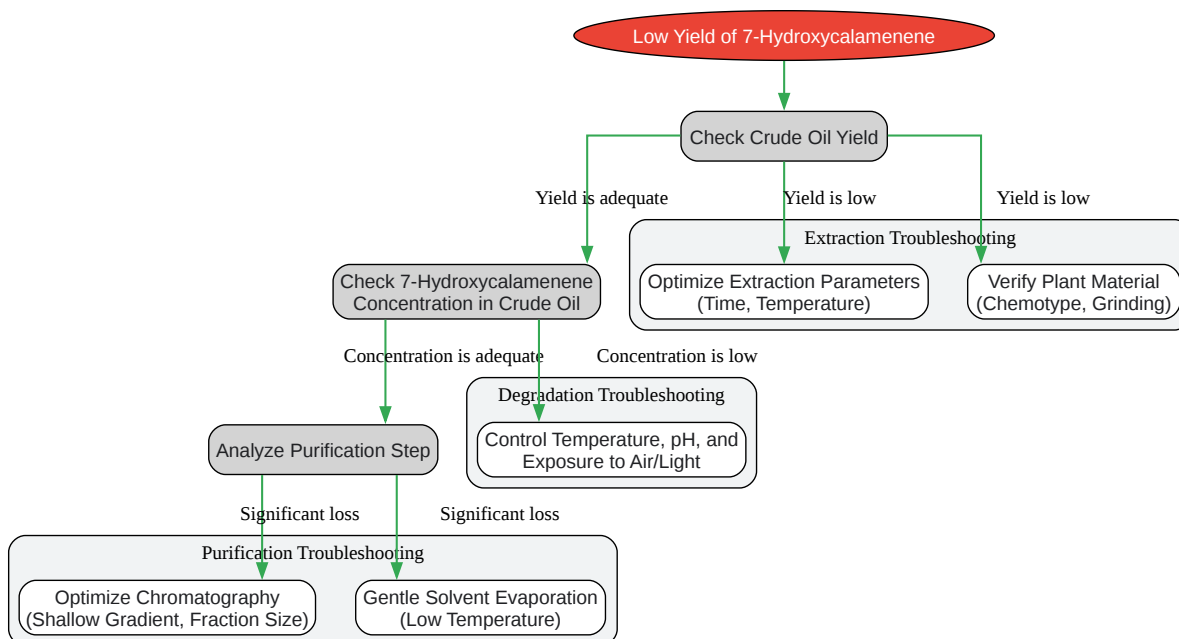 Low Yield of 7-Hydroxycalamenene
Check Crude Oil Yield
Yield is adequate
Yield is low
Yield is low
Extraction Troubleshooting
Check 7-Hydroxycalamenene
Concentration in Crude Oil
Optimize Extraction Parameters
(Time, Temperature)
Verify Plant Material
(Chemotype, Grinding)
Concentration is adequate
Concentration is low
Degradation Troubleshooting
Analyze Purification Step
Control Temperature, pH, and
Exposure to Air/Light
Significant loss
Significant loss
Purification Troubleshooting
Optimize Chromatography
(Shallow Gradient, Fraction Size)
Gentle Solvent Evaporation
(Low Temperature)